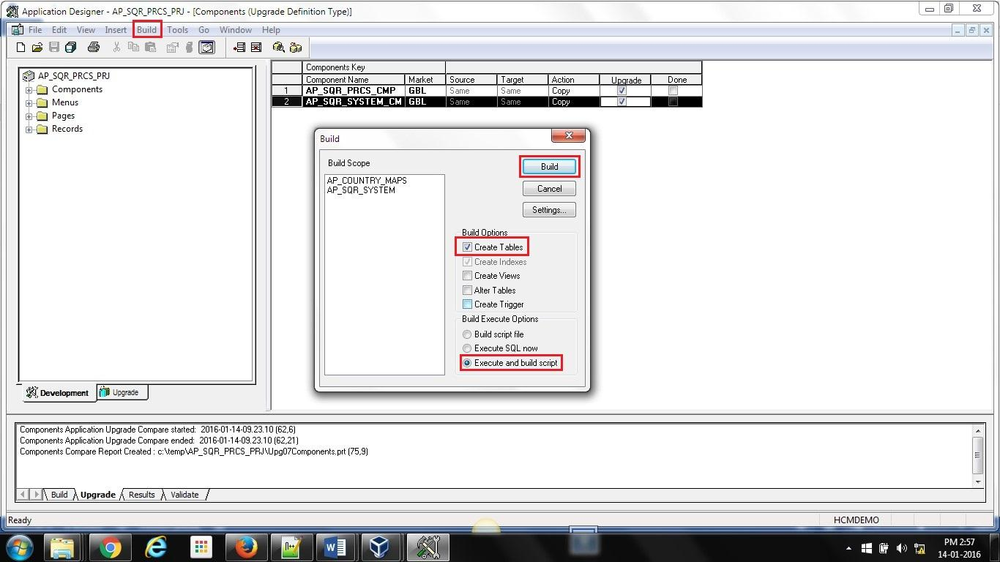 Application Designer - AP_SQR_PRCS_PRJ - [Components (Upgrade Definition Type)]
File Edit View Insert Build Tools Go Window Help
AP_SQR_PRCS_PRJ
Components
Menus
Pages
Records
Development
Upgrade
Components Key
Component Name Market Source Target Action Upgrade Done
1 AP_SQR_PRCS_CMP GBL Same Same Copy
2 AP_SQR_SYSTEM_CM GBL Same Same Copy
Build
Build Scope
AP_COUNTRY_MAPS
AP_SQR_SYSTEM
Build
Cancel
Settings...
Build Options
Create Tables
Create Indexes
Create Views
Alter Tables
Create Trigger
Build Execute Options
Build script file
Execute SQL now
Execute and build script
Components Application Upgrade Compare started: 2016-01-14-09.23.10 (62,6)
Components Application Upgrade Compare ended: 2016-01-14-09.23.10 (62,21)
Components Compare Report Created : c:\temp\AP_SQR_PRCS_PRJ\Upg07Components.prt (75,9)
Build Upgrade Results Validate
Ready
HCMDEMO
PM 2:57
14-01-2016